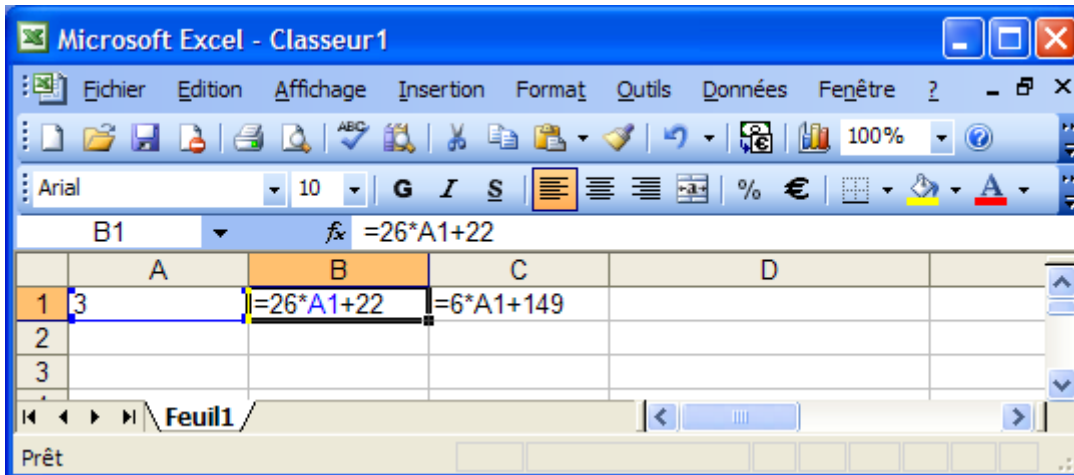 Microsoft Excel - Classeur1
Fichier Edition Affichage Insertion Format Outils Données Fenêtre ?
ABC 100%
Arial 10 G I S % € A
B1 fx =26*A1+22
A B C D
1 3 =26*A1+22 =6*A1+149
2
3
Feuil1
Prêt